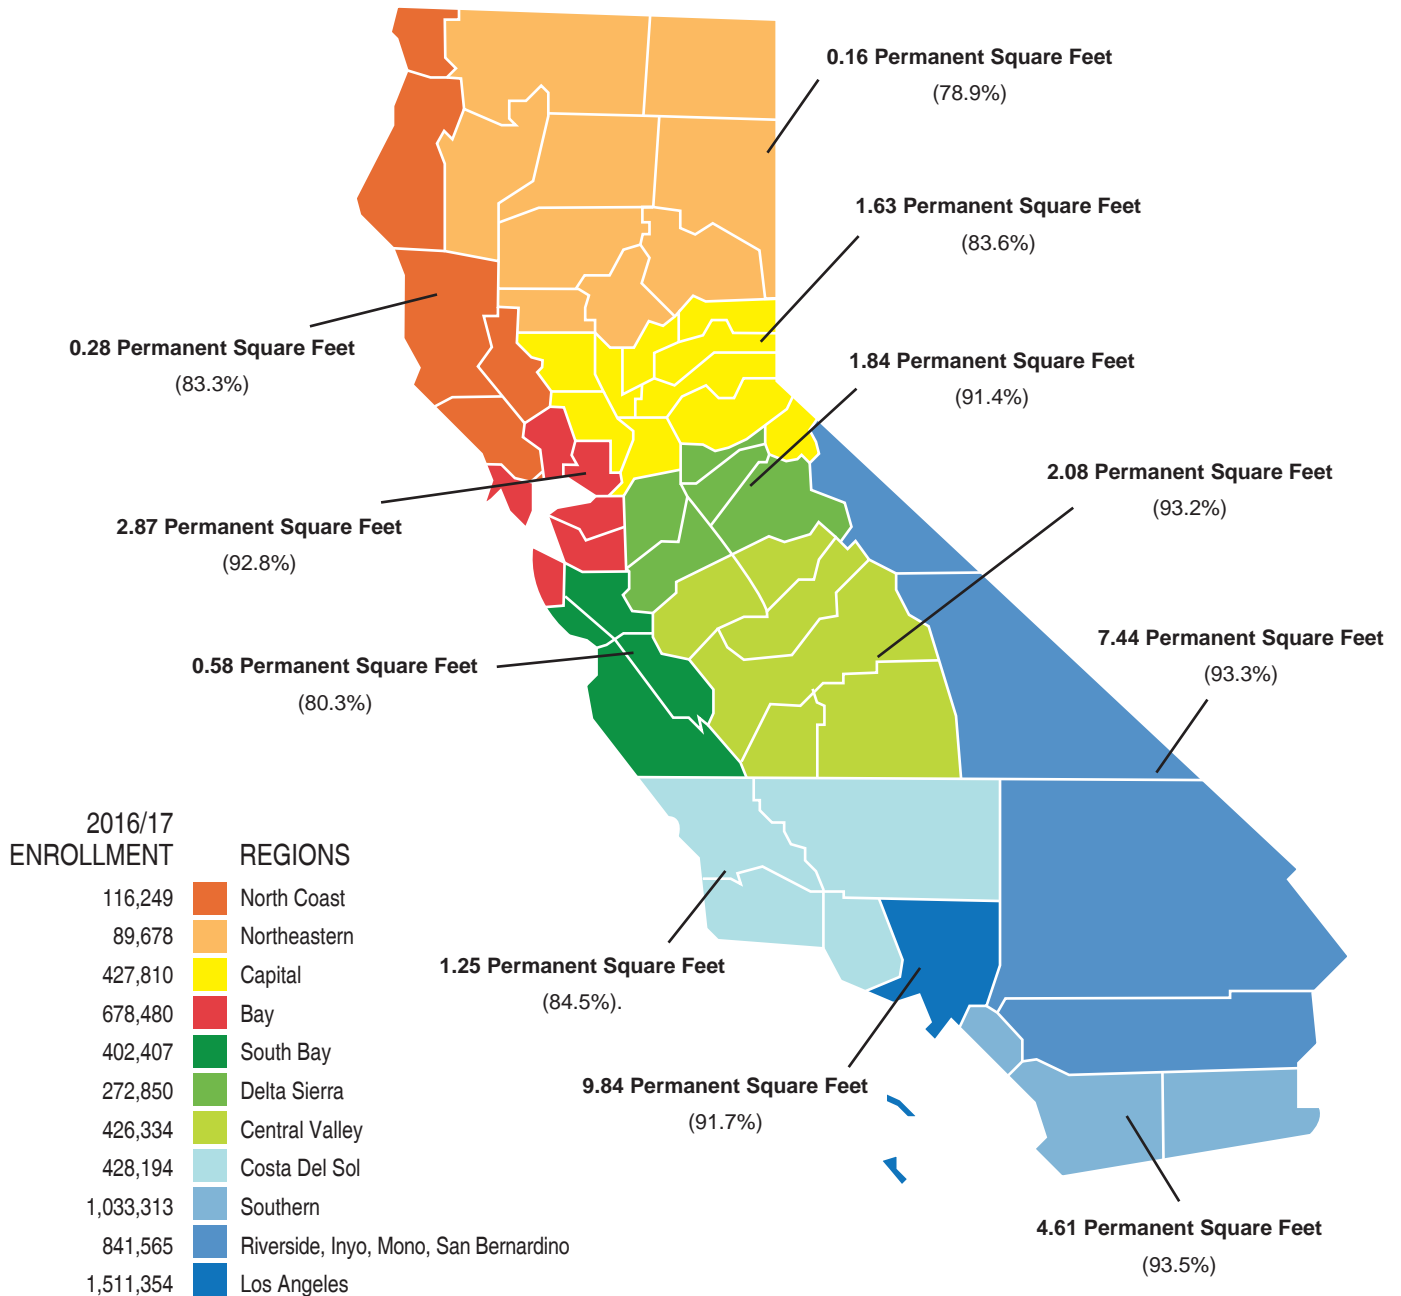 0.16 Permanent Square Feet
(78.9%)
1.63 Permanent Square Feet
(83.6%)
0.28 Permanent Square Feet
(83.3%)
1.84 Permanent Square Feet
(91.4%)
2.08 Permanent Square Feet
(93.2%)
2.87 Permanent Square Feet
(92.8%)
7.44 Permanent Square Feet
(93.3%)
0.58 Permanent Square Feet
(80.3%)
1.25 Permanent Square Feet
(84.5%).
9.84 Permanent Square Feet
(91.7%)
4.61 Permanent Square Feet
(93.5%)
2016/17
ENROLLMENT REGIONS
116,249 North Coast
89,678 Northeastern
427,810 Capital
678,480 Bay
402,407 South Bay
272,850 Delta Sierra
426,334 Central Valley
428,194 Costa Del Sol
1,033,313 Southern
841,565 Riverside, Inyo, Mono, San Bernardino
1,511,354 Los Angeles